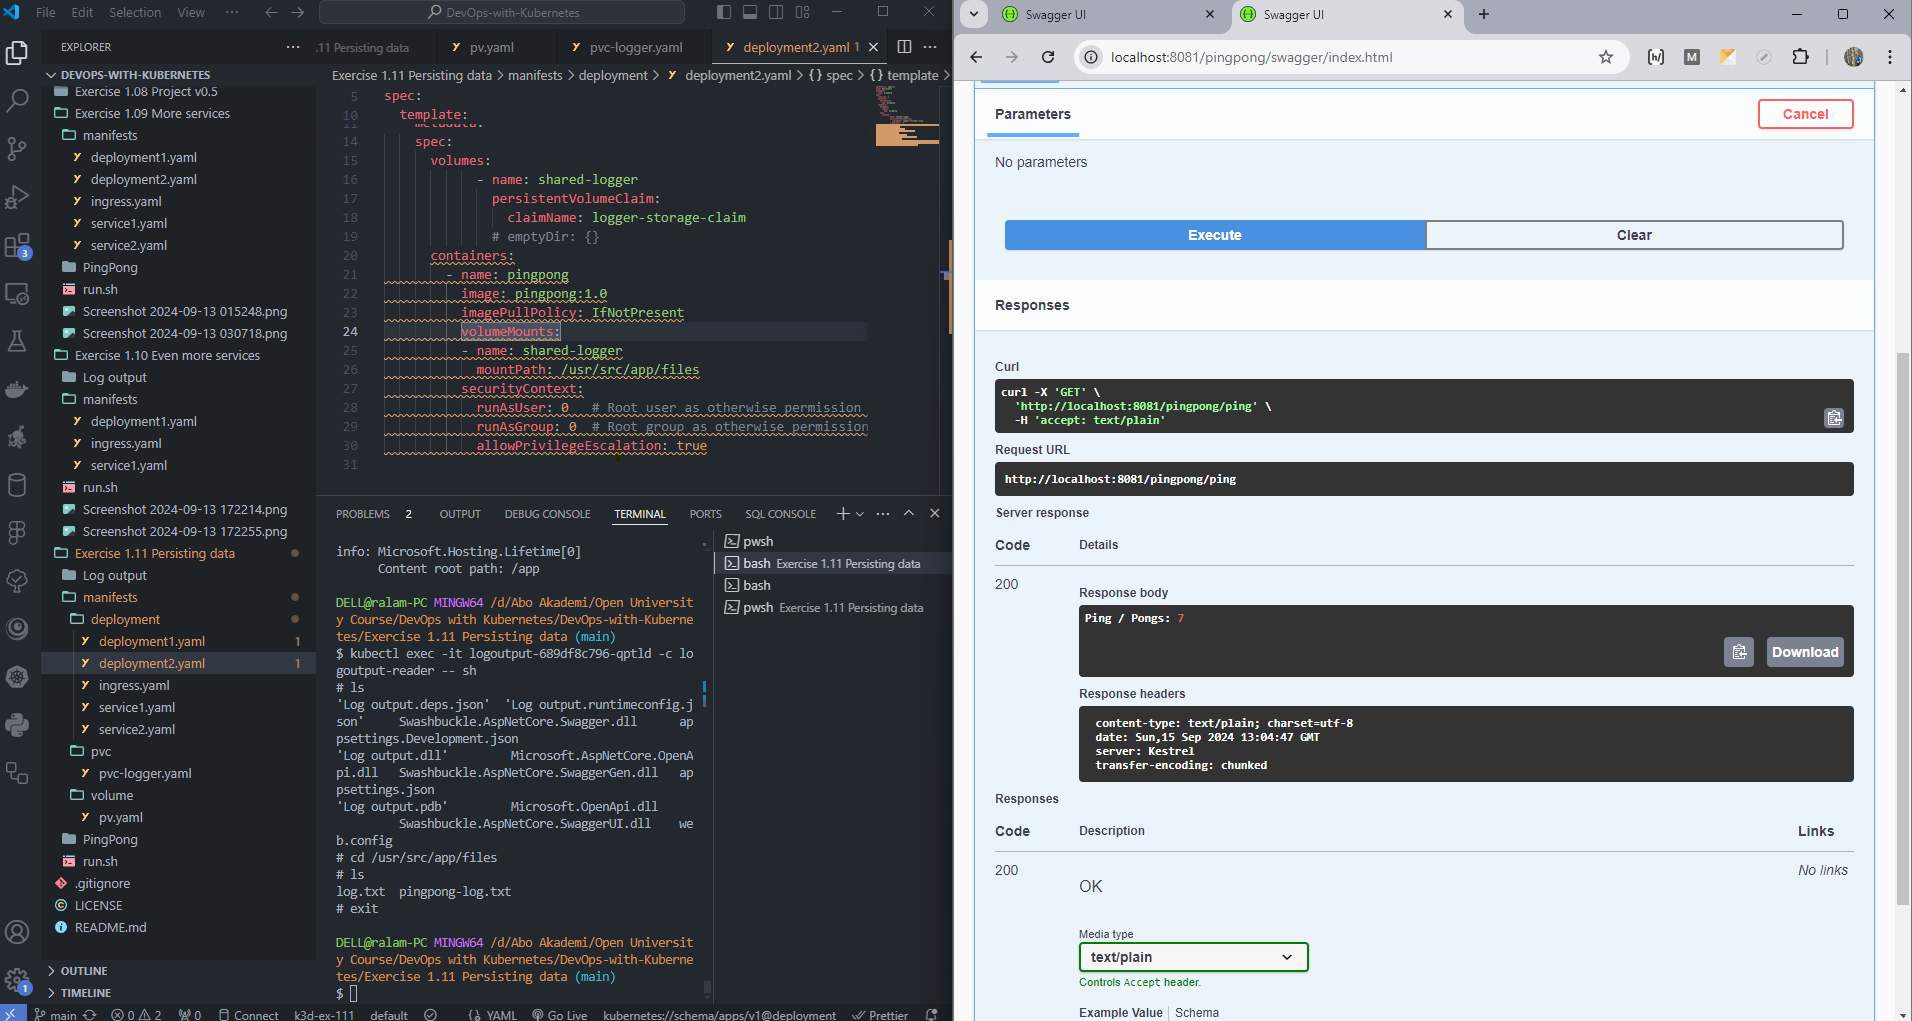 File Edit Selection View ··· DevOps-with-Kubernetes
EXPLORER ···
DEVOPS-WITH-KUBERNETES
Exercise 1.08 Project v0.5
Exercise 1.09 More services
manifests
deployment1.yaml
deployment2.yaml
ingress.yaml
service1.yaml
service2.yaml
PingPong
run.sh
Screenshot 2024-09-13 015248.png
Screenshot 2024-09-13 030718.png
Exercise 1.10 Even more services
Log output
manifests
deployment1.yaml
ingress.yaml
service1.yaml
run.sh
Screenshot 2024-09-13 172214.png
Screenshot 2024-09-13 172255.png
Exercise 1.11 Persisting data
Log output
manifests
deployment
deployment1.yaml 1
deployment2.yaml 1
ingress.yaml
service1.yaml
service2.yaml
pvc
pvc-logger.yaml
volume
pv.yaml
PingPong
run.sh
.gitignore
LICENSE
README.md
OUTLINE
TIMELINE
3
1
.11 Persisting data pv.yaml pvc-logger.yaml deployment2.yaml 1
Exercise 1.11 Persisting data > manifests > deployment > deployment2.yaml > {} spec > {} template >
5 spec:
10 template:
11 metadata:
14 spec:
15 volumes:
16 - name: shared-logger
17 persistentVolumeClaim:
18 claimName: logger-storage-claim
19 # emptyDir: {}
20 containers:
21 - name: pingpong
22 image: pingpong:1.0
23 imagePullPolicy: IfNotPresent
24 volumeMounts:
25 - name: shared-logger
26 mountPath: /usr/src/app/files
27 securityContext:
28 runAsUser: 0 # Root user as otherwise permission
29 runAsGroup: 0 # Root group as otherwise permission
30 allowPrivilegeEscalation: true
31
PROBLEMS 2 OUTPUT DEBUG CONSOLE TERMINAL PORTS SQL CONSOLE
info: Microsoft.Hosting.Lifetime[0]
Content root path: /app
DELL@ralam-PC MINGW64 /d/Abo Akademi/Open Universit
y Course/DevOps with Kubernetes/DevOps-with-Kuberne
tes/Exercise 1.11 Persisting data (main)
$ kubectl exec -it logoutput-689df8c796-qptld -c lo
goutput-reader -- sh
# ls
'Log output.deps.json' 'Log output.runtimeconfig.j
son' Swashbuckle.AspNetCore.Swagger.dll ap
psettings.Development.json
'Log output.dll' Microsoft.AspNetCore.OpenA
pi.dll Swashbuckle.AspNetCore.SwaggerGen.dll ap
psettings.json
'Log output.pdb' Microsoft.OpenApi.dll
Swashbuckle.AspNetCore.SwaggerUI.dll we
b.config
# cd /usr/src/app/files
# ls
log.txt pingpong-log.txt
# exit
DELL@ralam-PC MINGW64 /d/Abo Akademi/Open Universit
y Course/DevOps with Kubernetes/DevOps-with-Kuberne
tes/Exercise 1.11 Persisting data (main)
$
pwsh
bash Exercise 1.11 Persisting data
bash
pwsh Exercise 1.11 Persisting data
main 0 2 0 Connect k3d-ex-111 default {} YAML Go Live kubernetes://schema/apps/v1@deployment Prettier
Swagger UI Swagger UI
localhost:8081/pingpong/swagger/index.html
Parameters Cancel
No parameters
Execute Clear
Responses
Curl
curl -X 'GET' \
'http://localhost:8081/pingpong/ping' \
-H 'accept: text/plain'
Request URL
http://localhost:8081/pingpong/ping
Server response
Code Details
200
Response body
Ping / Pongs: 7
Download
Response headers
content-type: text/plain; charset=utf-8
date: Sun,15 Sep 2024 13:04:47 GMT
server: Kestrel
transfer-encoding: chunked
Responses
Code Description Links
200 No links
OK
Media type
text/plain
Controls Accept header.
Example Value Schema